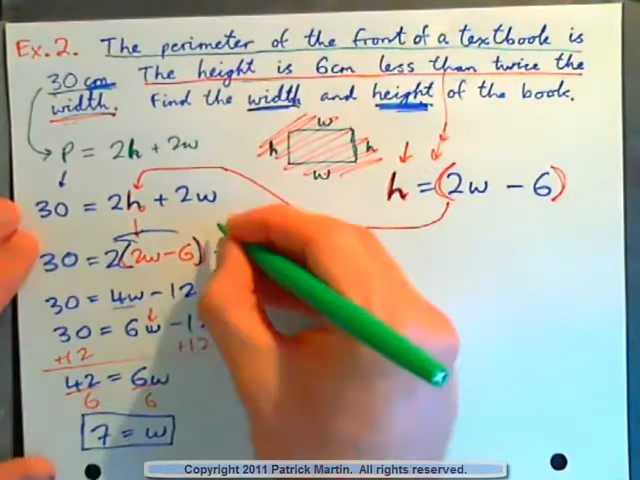 Ex.2. The perimeter of the front of a textbook is
30 cm The height is 6cm less than twice the
width. Find the width and height of the book.
w
h h
w
P = 2h + 2w
h = (2w - 6)
30 = 2h + 2w
30 = 2(2w - 6)
30 = 4w - 12
30 = 6w - 1
+12 +12
42 = 6w
6 6
7 = w
Copyright 2011 Patrick Martin. All rights reserved.